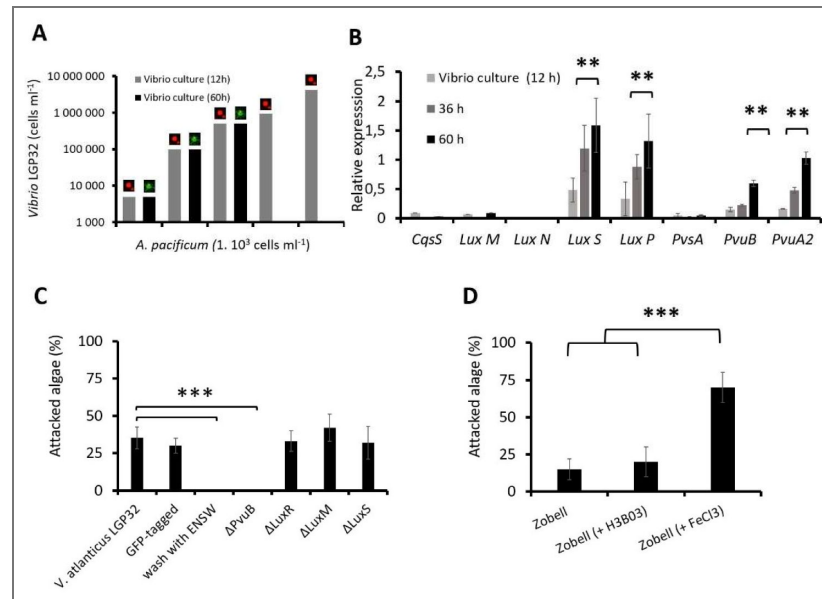 A
Vibrio LGP32 (cells ml-1)
10 000 000
1 000 000
100 000
10 000
1 000
Vibrio culture (12h)
Vibrio culture (60h)
A. pacificum (1. 10³ cells ml-1)
B
Relative expresssion
2,5
2
1,5
1
0,5
0
Vibrio culture (12 h)
36 h
60 h
** ** ** **
CqsS Lux M Lux N Lux S Lux P PvsA PvuB PvuA2
C
Attacked algae (%)
100
75
50
25
0
***
V. atlanticus LGP32
GFP-tagged
wash with ENSW
ΔPvuB
ΔLuxR
ΔLuxM
ΔLuxS
D
Attacked alage (%)
100
75
50
25
0
***
Zobell
Zobell (+ H3B03)
Zobell (+ FeCl3)